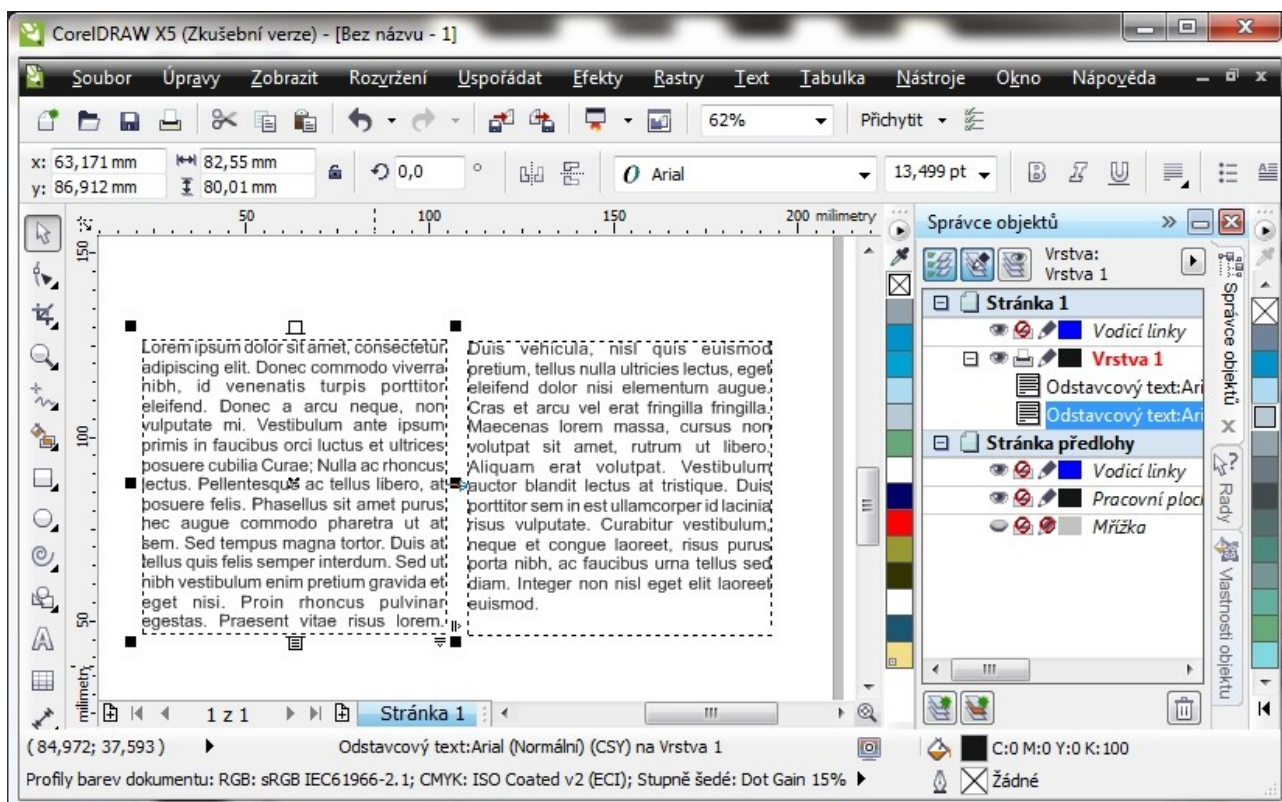 CorelDRAW X5 (Zkušební verze) - [Bez názvu - 1]
Soubor Úpravy Zobrazit Rozvržení Uspořádat Efekty Rastry Text Tabulka Nástroje Okno Nápověda
62% Přichytit
x: 63,171 mm 82,55 mm 0,0 ° O Arial 13,499 pt B I U
y: 86,912 mm 80,01 mm
50 100 150 200 milimetry
150
100
50
milimetry
Lorem ipsum dolor sit amet, consectetur
adipiscing elit. Donec commodo viverra
nibh, id venenatis turpis porttitor
eleifend. Donec a arcu neque, non
vulputate mi. Vestibulum ante ipsum
primis in faucibus orci luctus et ultrices
posuere cubilia Curae; Nulla ac rhoncus
lectus. Pellentesque ac tellus libero, at
posuere felis. Phasellus sit amet purus
nec augue commodo pharetra ut at
sem. Sed tempus magna tortor. Duis at
tellus quis felis semper interdum. Sed ut
nibh vestibulum enim pretium gravida et
eget nisi. Proin rhoncus pulvinar
egestas. Praesent vitae risus lorem.
Duis vehicula, nisl quis euismod
pretium, tellus nulla ultricies lectus, eget
eleifend dolor nisi elementum augue.
Cras et arcu vel erat fringilla fringilla.
Maecenas lorem massa, cursus non
volutpat sit amet, rutrum ut libero.
Aliquam erat volutpat. Vestibulum
auctor blandit lectus at tristique. Duis
porttitor sem in est ullamcorper id lacinia
risus vulputate. Curabitur vestibulum,
neque et congue laoreet, risus purus
porta nibh, ac faucibus urna tellus sed
diam. Integer non nisl eget elit laoreet
euismod.
Správce objektů
Vrstva:
Vrstva 1
Stránka 1
Vodicí linky
Vrstva 1
Odstavcový text:Ari
Odstavcový text:Ari
Stránka předlohy
Vodicí linky
Pracovní ploc
Mřížka
Správce objektů
Rady
Vlastnosti objektu
1 z 1 Stránka 1
( 84,972; 37,593 ) Odstavcový text:Arial (Normální) (CSY) na Vrstva 1 C:0 M:0 Y:0 K:100
Profily barev dokumentu: RGB: sRGB IEC61966-2.1; CMYK: ISO Coated v2 (ECI); Stupně šedé: Dot Gain 15% Žádné